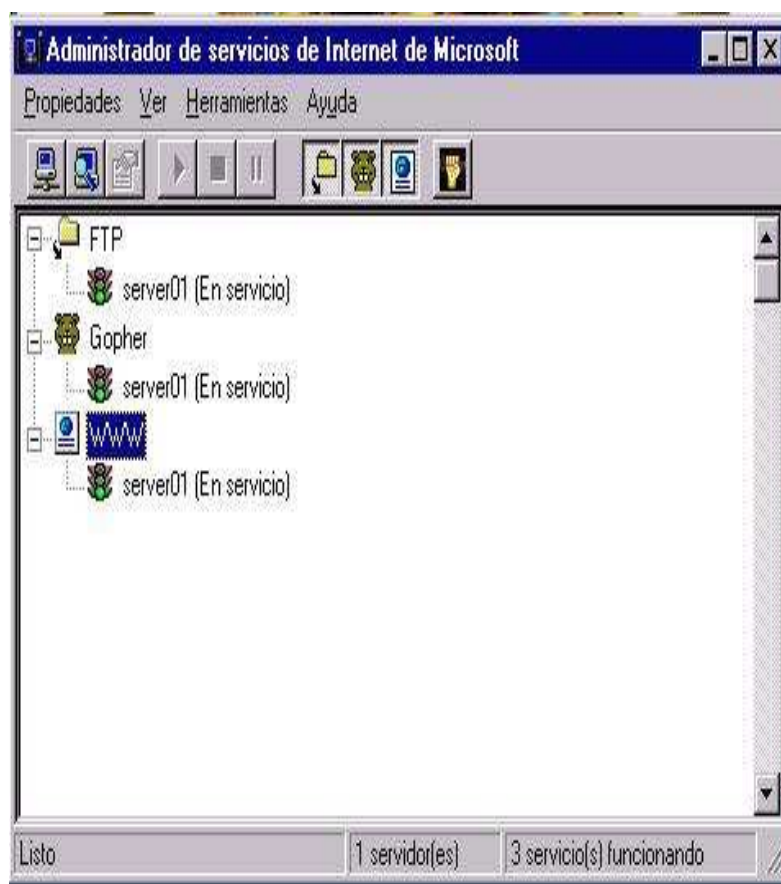 Administrador de servicios de Internet de Microsoft
Propiedades Ver Herramientas Ayuda
FTP
server01 (En servicio)
Gopher
server01 (En servicio)
WWW
server01 (En servicio)
Listo 1 servidor(es) 3 servicio(s) funcionando